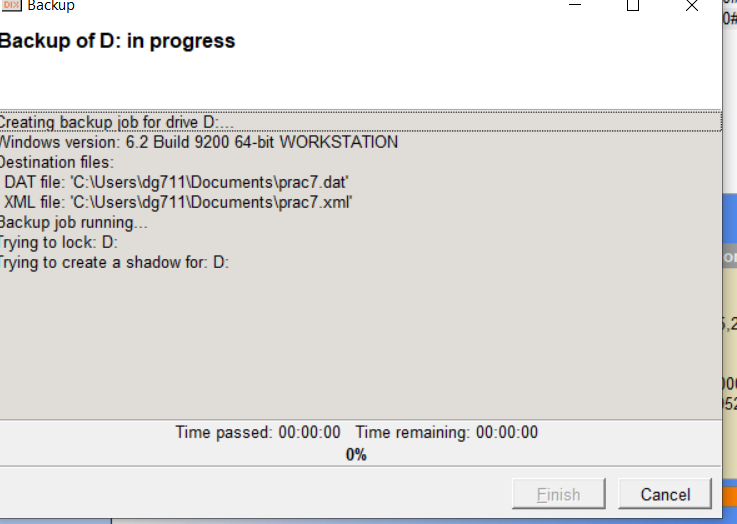 DIX Backup
Backup of D: in progress
Creating backup job for drive D:...
Windows version: 6.2 Build 9200 64-bit WORKSTATION
Destination files:
DAT file: 'C:\Users\dg711\Documents\prac7.dat'
XML file: 'C:\Users\dg711\Documents\prac7.xml'
Backup job running...
Trying to lock: D:
Trying to create a shadow for: D:
Time passed: 00:00:00 Time remaining: 00:00:00
0%
Finish Cancel